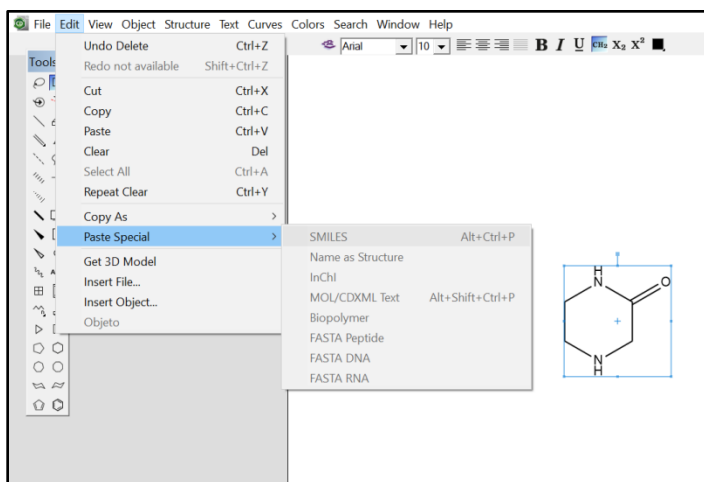 File Edit View Object Structure Text Curves Colors Search Window Help
Arial 10 B I U CH₂ X₂ X²
Tools
Undo Delete Ctrl+Z
Redo not available Shift+Ctrl+Z
Cut Ctrl+X
Copy Ctrl+C
Paste Ctrl+V
Clear Del
Select All Ctrl+A
Repeat Clear Ctrl+Y
Copy As
Paste Special
Get 3D Model
Insert File...
Insert Object...
Objeto
SMILES Alt+Ctrl+P
Name as Structure
InChI
MOL/CDXML Text Alt+Shift+Ctrl+P
Biopolymer
FASTA Peptide
FASTA DNA
FASTA RNA
H
N
O
N
H